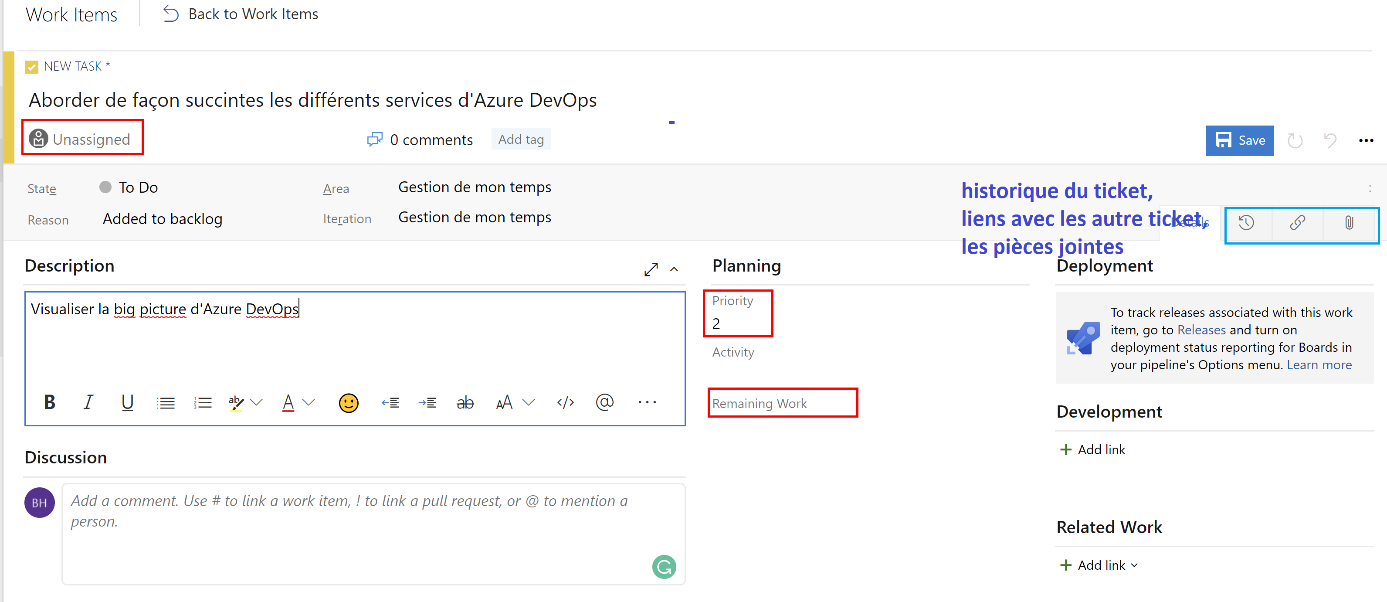 Work Items
Back to Work Items
NEW TASK *
Aborder de façon succintes les différents services d'Azure DevOps
Unassigned
0 comments
Add tag
Save
State
To Do
Area
Gestion de mon temps
Reason
Added to backlog
Iteration
Gestion de mon temps
historique du ticket,
liens avec les autre ticket,
les pièces jointes
Details
Description
Visualiser la big picture d'Azure DevOps
B I U ab A ab AA </> @ ...
Discussion
BH
Add a comment. Use # to link a work item, ! to link a pull request, or @ to mention a
person.
G
Planning
Priority
2
Activity
Remaining Work
Deployment
To track releases associated with this work
item, go to Releases and turn on
deployment status reporting for Boards in
your pipeline's Options menu. Learn more
Development
+ Add link
Related Work
+ Add link